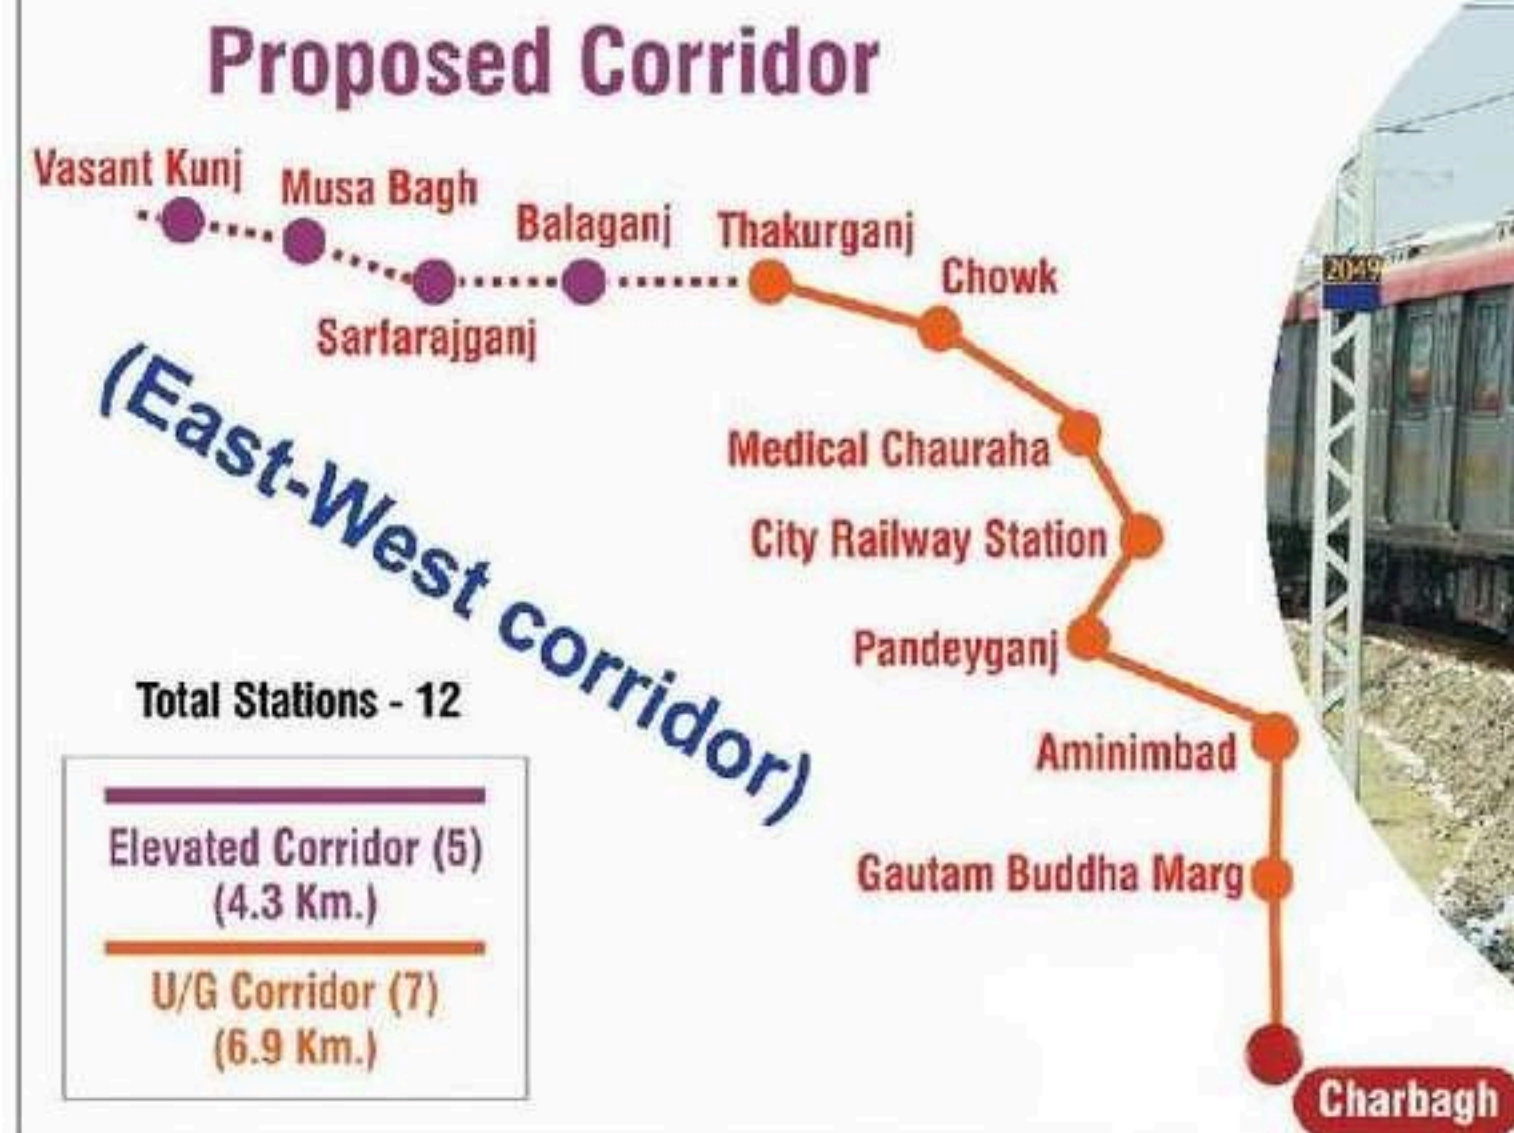 Proposed Corridor
Vasant Kunj
Musa Bagh
Balaganj
Thakurganj
Chowk
Sarfarajganj
Medical Chauraha
City Railway Station
Pandeyganj
Aminimbad
Gautam Buddha Marg
Charbagh
(East-West corridor)
Total Stations - 12
Elevated Corridor (5)
(4.3 Km.)
U/G Corridor (7)
(6.9 Km.)
2049